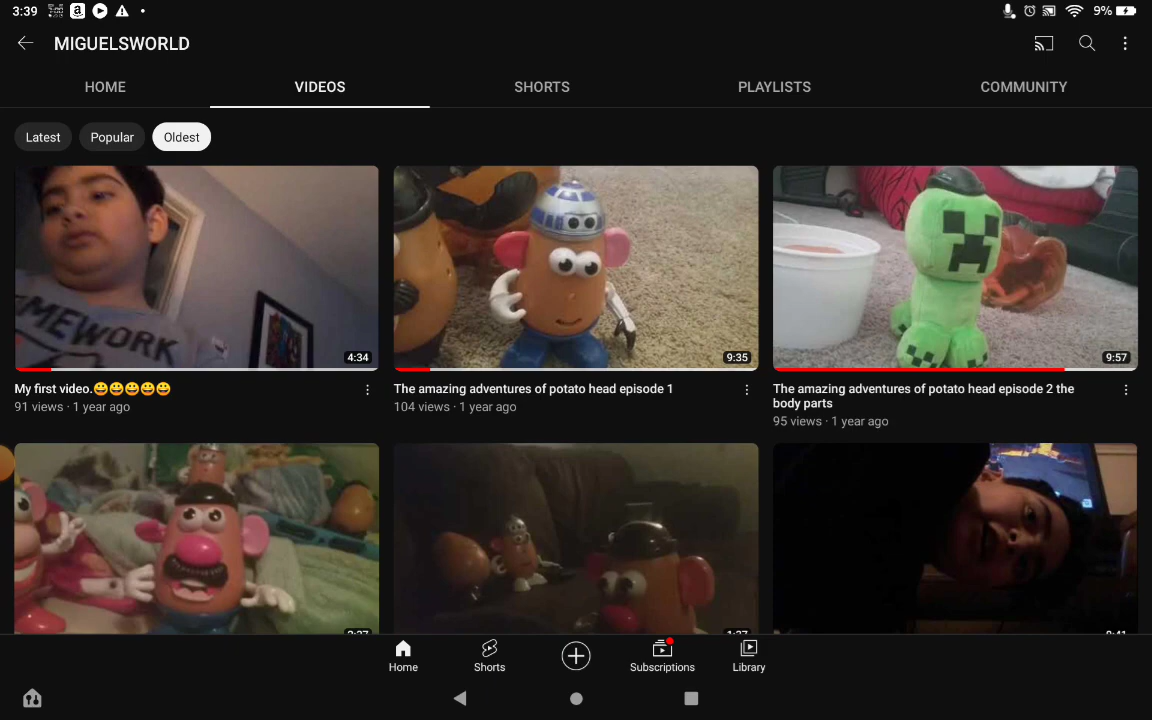 3:39
9%
MIGUELSWORLD
HOME VIDEOS SHORTS PLAYLISTS COMMUNITY
Latest Popular Oldest
MEWORK
4:34
9:35
9:57
My first video.😀😀😀😀😀
91 views · 1 year ago
The amazing adventures of potato head episode 1
104 views · 1 year ago
The amazing adventures of potato head episode 2 the
body parts
95 views · 1 year ago
Home Shorts Subscriptions Library